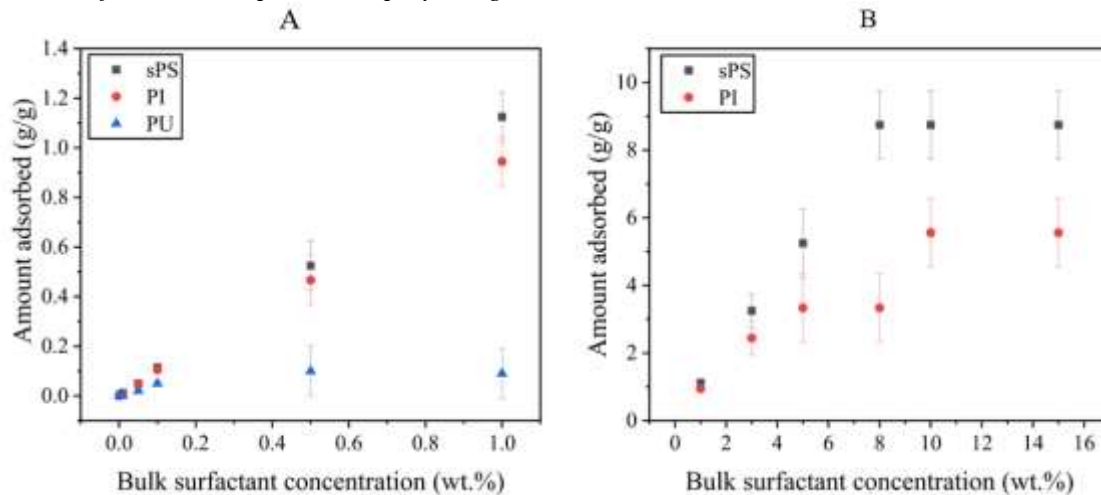 A
B
1.4
1.2
1.0
0.8
0.6
0.4
0.2
0.0
sPS
PI
PU
Amount adsorbed (g/g)
0.0 0.2 0.4 0.6 0.8 1.0
Bulk surfactant concentration (wt.%)
10
8
6
4
2
0
sPS
PI
Amount adsorbed (g/g)
0 2 4 6 8 10 12 14 16
Bulk surfactant concentration (wt.%)